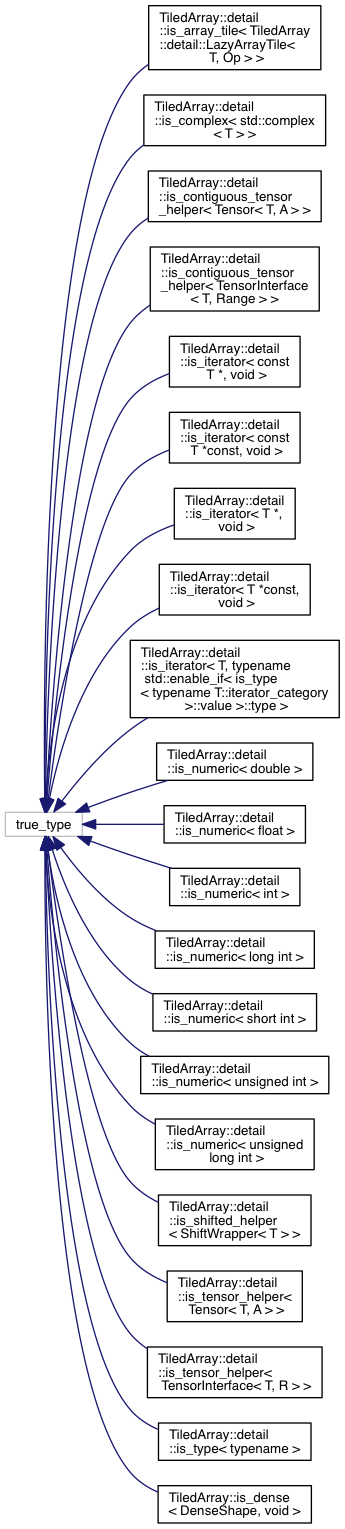 TiledArray::detail
::is_array_tile< TiledArray
::detail::LazyArrayTile<
T, Op > >
TiledArray::detail
::is_complex< std::complex
< T > >
TiledArray::detail
::is_contiguous_tensor
_helper< Tensor< T, A > >
TiledArray::detail
::is_contiguous_tensor
_helper< TensorInterface
< T, Range > >
TiledArray::detail
::is_iterator< const
T *, void >
TiledArray::detail
::is_iterator< const
T *const, void >
TiledArray::detail
::is_iterator< T *,
void >
TiledArray::detail
::is_iterator< T *const,
void >
TiledArray::detail
::is_iterator< T, typename
std::enable_if< is_type
< typename T::iterator_category
>::value >::type >
TiledArray::detail
::is_numeric< double >
true_type
TiledArray::detail
::is_numeric< float >
TiledArray::detail
::is_numeric< int >
TiledArray::detail
::is_numeric< long int >
TiledArray::detail
::is_numeric< short int >
TiledArray::detail
::is_numeric< unsigned int >
TiledArray::detail
::is_numeric< unsigned
long int >
TiledArray::detail
::is_shifted_helper
< ShiftWrapper< T > >
TiledArray::detail
::is_tensor_helper<
Tensor< T, A > >
TiledArray::detail
::is_tensor_helper<
TensorInterface< T, R > >
TiledArray::detail
::is_type< typename >
TiledArray::is_dense
< DenseShape, void >